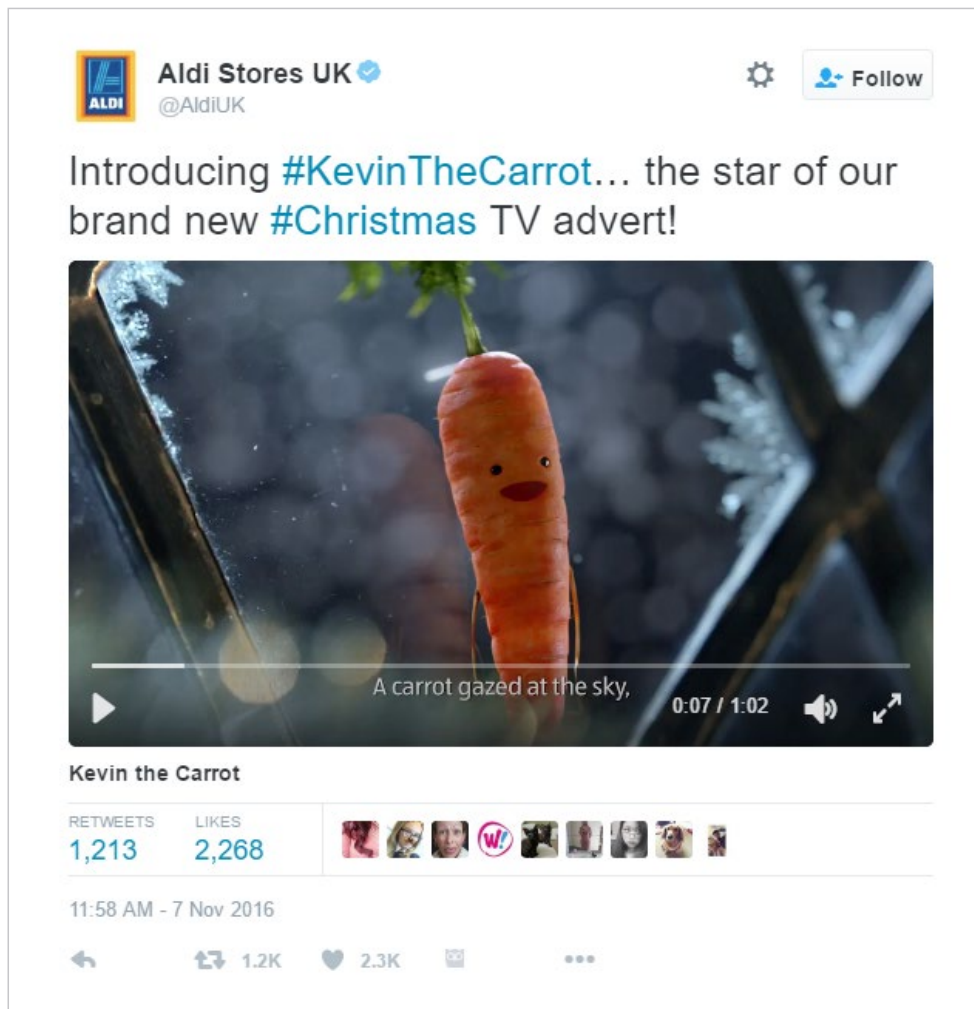 Aldi Stores UK
ALDI
@AldiUK
Follow
Introducing #KevinTheCarrot... the star of our
brand new #Christmas TV advert!
A carrot gazed at the sky,
0:07 / 1:02
Kevin the Carrot
RETWEETS LIKES
1,213 2,268
W!
11:58 AM - 7 Nov 2016
1.2K 2.3K